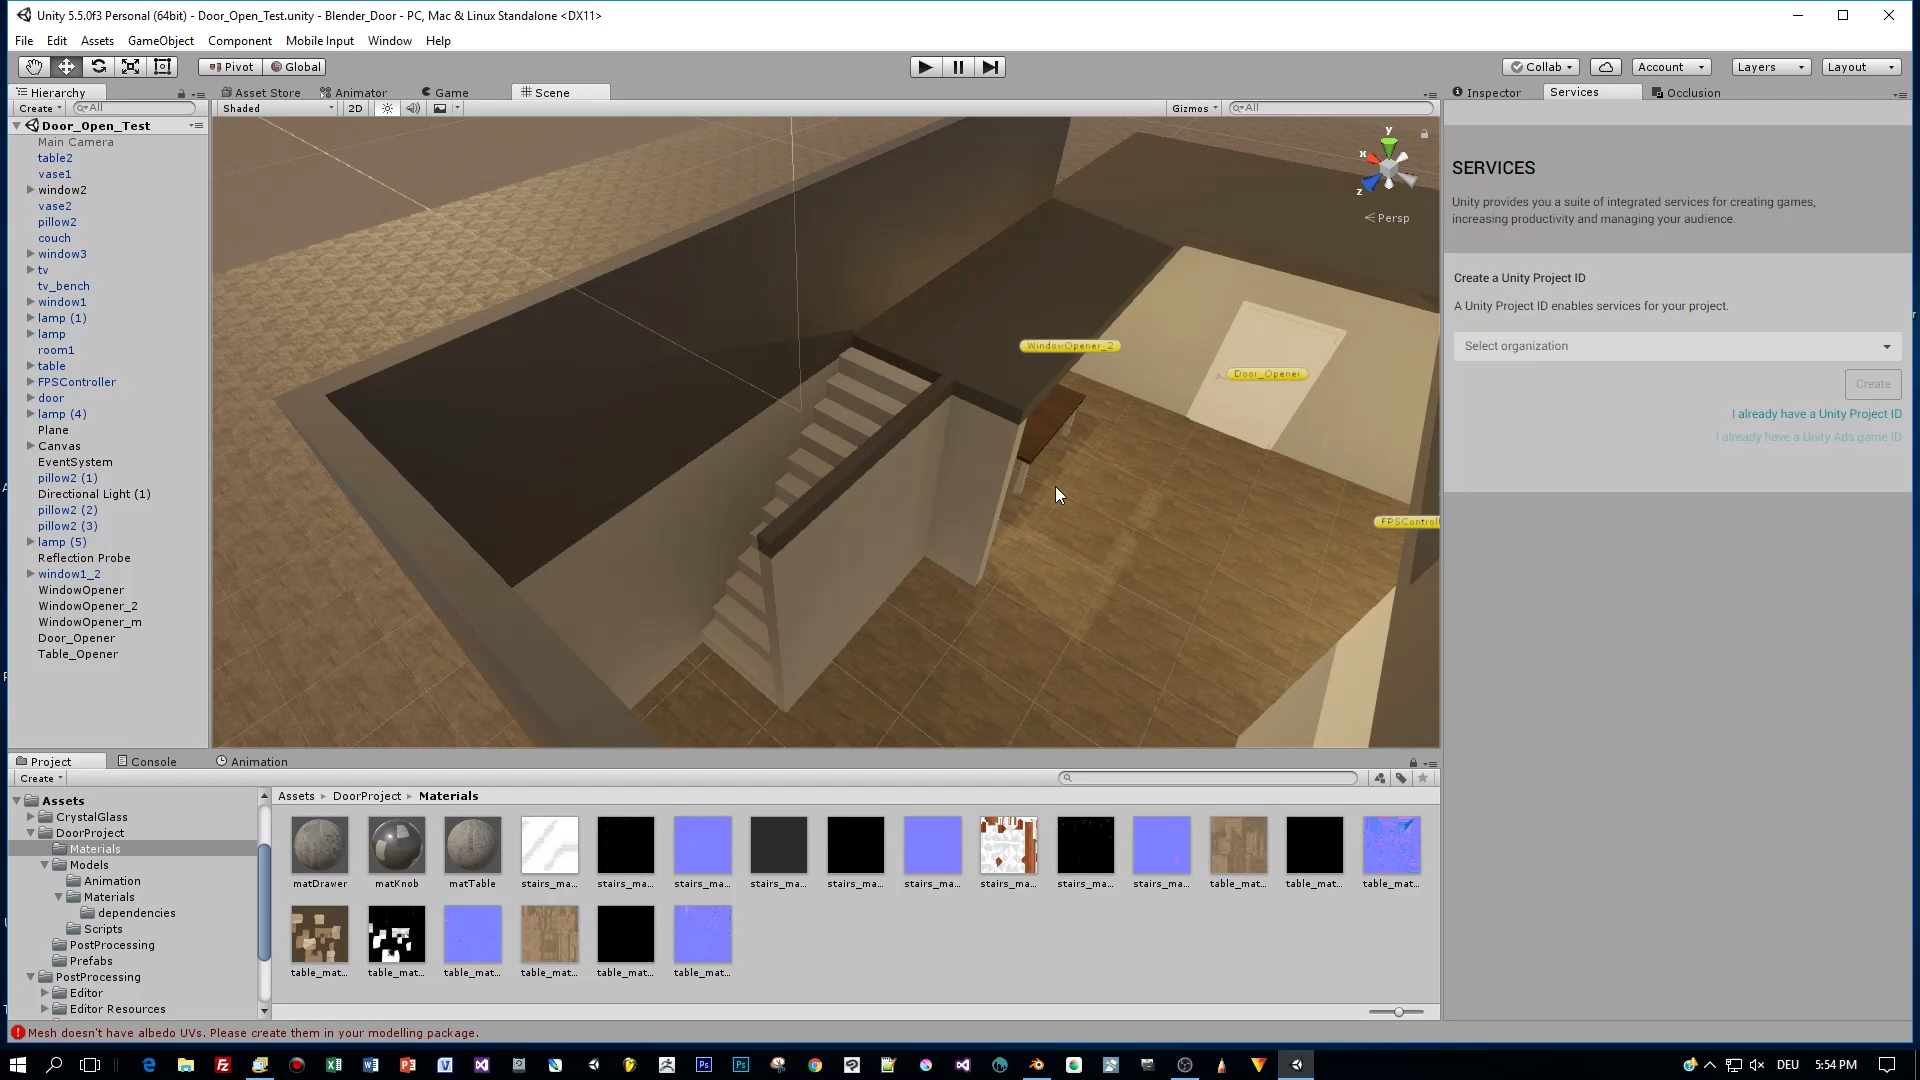 Unity 5.5.0f3 Personal (64bit) - Door_Open_Test.unity - Blender_Door - PC, Mac & Linux Standalone <DX11>
File Edit Assets GameObject Component Mobile Input Window Help
Pivot Global Collab Account Layers Layout
Hierarchy Asset Store Animator Game Scene Inspector Services Occlusion
Create All Shaded 2D Gizmos All
Door_Open_Test
Main Camera
table2
vase1
window2
vase2
pillow2
couch
window3
tv
tv_bench
window1
lamp (1)
lamp
room1
table
FPSController
door
lamp (4)
Plane
Canvas
EventSystem
pillow2 (1)
Directional Light (1)
pillow2 (2)
pillow2 (3)
lamp (5)
Reflection Probe
window1_2
WindowOpener
WindowOpener_2
WindowOpener_m
Door_Opener
Table_Opener
y
x
z
Persp
WindowOpener_2
Door_Opener
FPSControll
SERVICES
Unity provides you a suite of integrated services for creating games,
increasing productivity and managing your audience.
Create a Unity Project ID
A Unity Project ID enables services for your project.
Select organization
Create
I already have a Unity Project ID
I already have a Unity Ads game ID
Project Console Animation
Create
Assets
CrystalGlass
DoorProject
Materials
Models
Animation
Materials
dependencies
Scripts
PostProcessing
Prefabs
PostProcessing
Editor
Editor Resources
Assets DoorProject Materials
matDrawer matKnob matTable stairs_ma... stairs_ma... stairs_ma... stairs_ma... stairs_ma... stairs_ma... stairs_ma... stairs_ma... stairs_ma... table_mat... table_mat... table_mat...
table_mat... table_mat... table_mat... table_mat... table_mat... table_mat...
Mesh doesn't have albedo UVs. Please create them in your modelling package.
DEU 5:54 PM